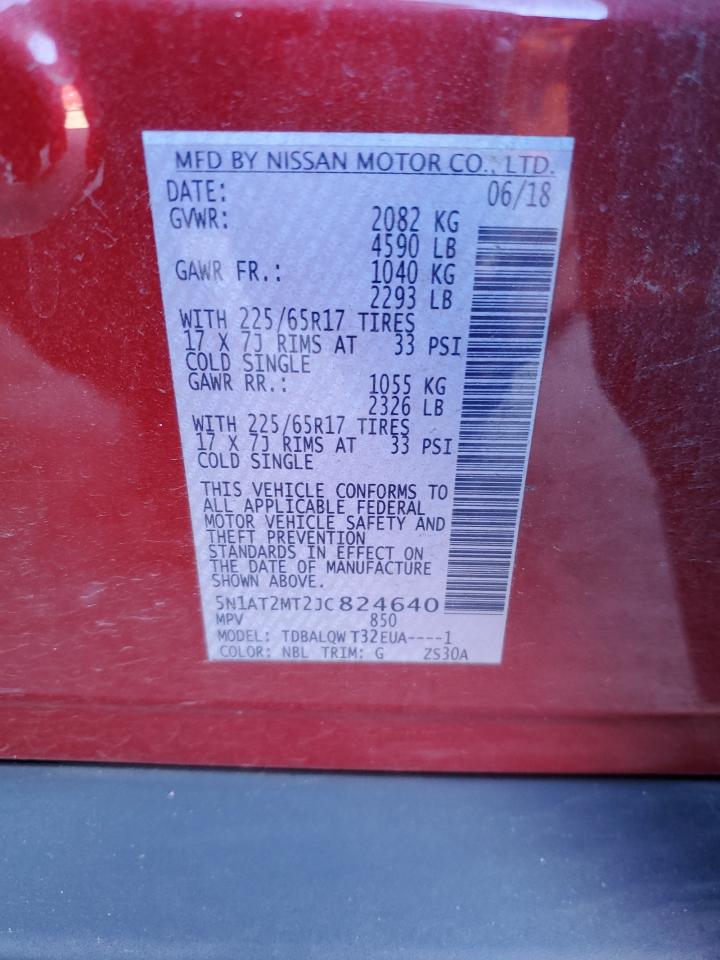 MFD BY NISSAN MOTOR CO., LTD.
DATE: 06/18
GVWR: 2082 KG
4590 LB
GAWR FR.: 1040 KG
2293 LB
WITH 225/65R17 TIRES
17 X 7J RIMS AT 33 PSI
COLD SINGLE
GAWR RR.: 1055 KG
2326 LB
WITH 225/65R17 TIRES
17 X 7J RIMS AT 33 PSI
COLD SINGLE
THIS VEHICLE CONFORMS TO
ALL APPLICABLE FEDERAL
MOTOR VEHICLE SAFETY AND
THEFT PREVENTION
STANDARDS IN EFFECT ON
THE DATE OF MANUFACTURE
SHOWN ABOVE.
5N1AT2MT2JC824640
MPV 850
MODEL: TDBALQW T32EUA----1
COLOR: NBL TRIM: G ZS30A